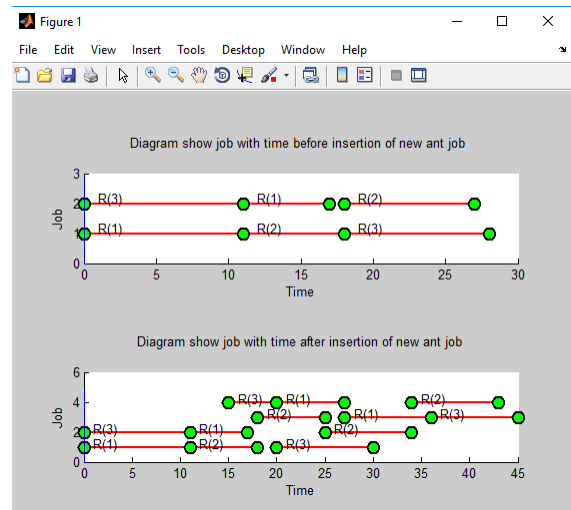 Figure 1
File Edit View Insert Tools Desktop Window Help
Diagram show job with time before insertion of new ant job
3
2 R(3) R(1) R(2)
Job
1 R(1) R(2) R(3)
0
0 5 10 15 20 25 30
Time
Diagram show job with time after insertion of new ant job
6
4 R(3) R(1) R(2)
Job
R(2) R(1) R(3)
2 R(3) R(1) R(2)
R(1) R(2) R(3)
0
0 5 10 15 20 25 30 35 40 45
Time